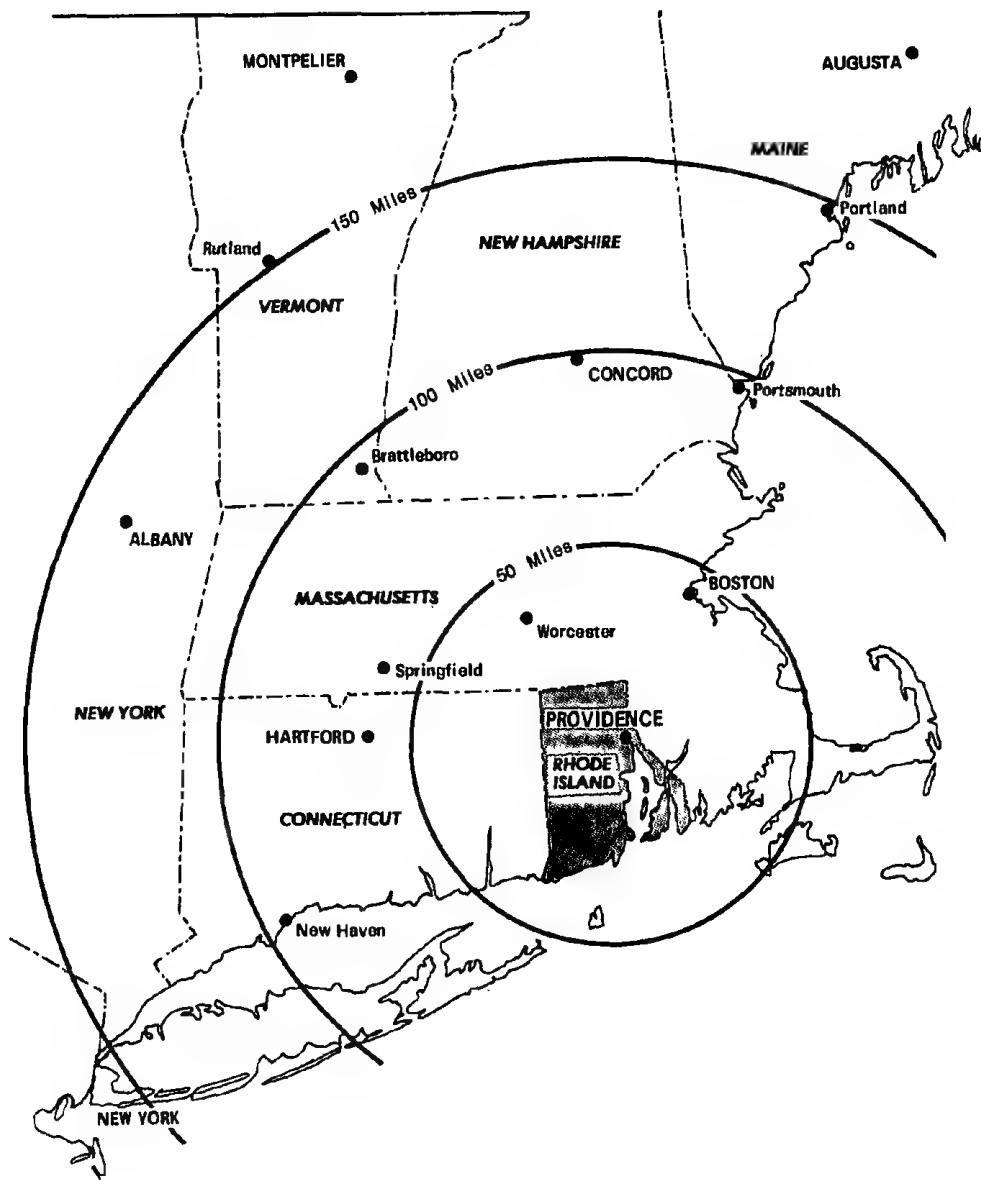 MONTPELIER
AUGUSTA
MAINE
150 Miles
Portland
Rutland
NEW HAMPSHIRE
VERMONT
100 Miles
CONCORD
Portsmouth
Brattleboro
ALBANY
50 Miles
BOSTON
MASSACHUSETTS
Worcester
Springfield
NEW YORK
PROVIDENCE
HARTFORD
RHODE
ISLAND
CONNECTICUT
New Haven
NEW YORK